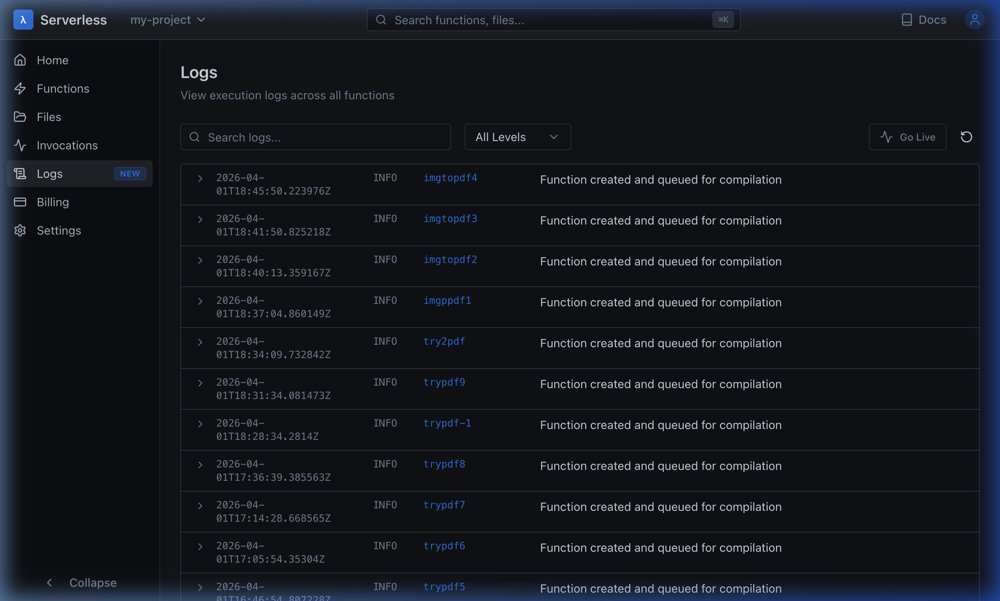 λ Serverless my-project Search functions, files... ⌘K Docs
Home
Functions
Files
Invocations
Logs NEW
Billing
Settings
Collapse
Logs
View execution logs across all functions
Search logs... All Levels Go Live
2026-04-
01T18:45:50.223976Z INFO imgtopdf4 Function created and queued for compilation
2026-04-
01T18:41:50.825218Z INFO imgtopdf3 Function created and queued for compilation
2026-04-
01T18:40:13.359167Z INFO imgtopdf2 Function created and queued for compilation
2026-04-
01T18:37:04.860149Z INFO imgppdf1 Function created and queued for compilation
2026-04-
01T18:34:09.732842Z INFO try2pdf Function created and queued for compilation
2026-04-
01T18:31:34.081473Z INFO trypdf9 Function created and queued for compilation
2026-04-
01T18:28:34.2814Z INFO trypdf-1 Function created and queued for compilation
2026-04-
01T17:36:39.385563Z INFO trypdf8 Function created and queued for compilation
2026-04-
01T17:14:28.668565Z INFO trypdf7 Function created and queued for compilation
2026-04-
01T17:05:54.35304Z INFO trypdf6 Function created and queued for compilation
2026-04-
01T16:46:54.807228Z INFO trypdf5 Function created and queued for compilation